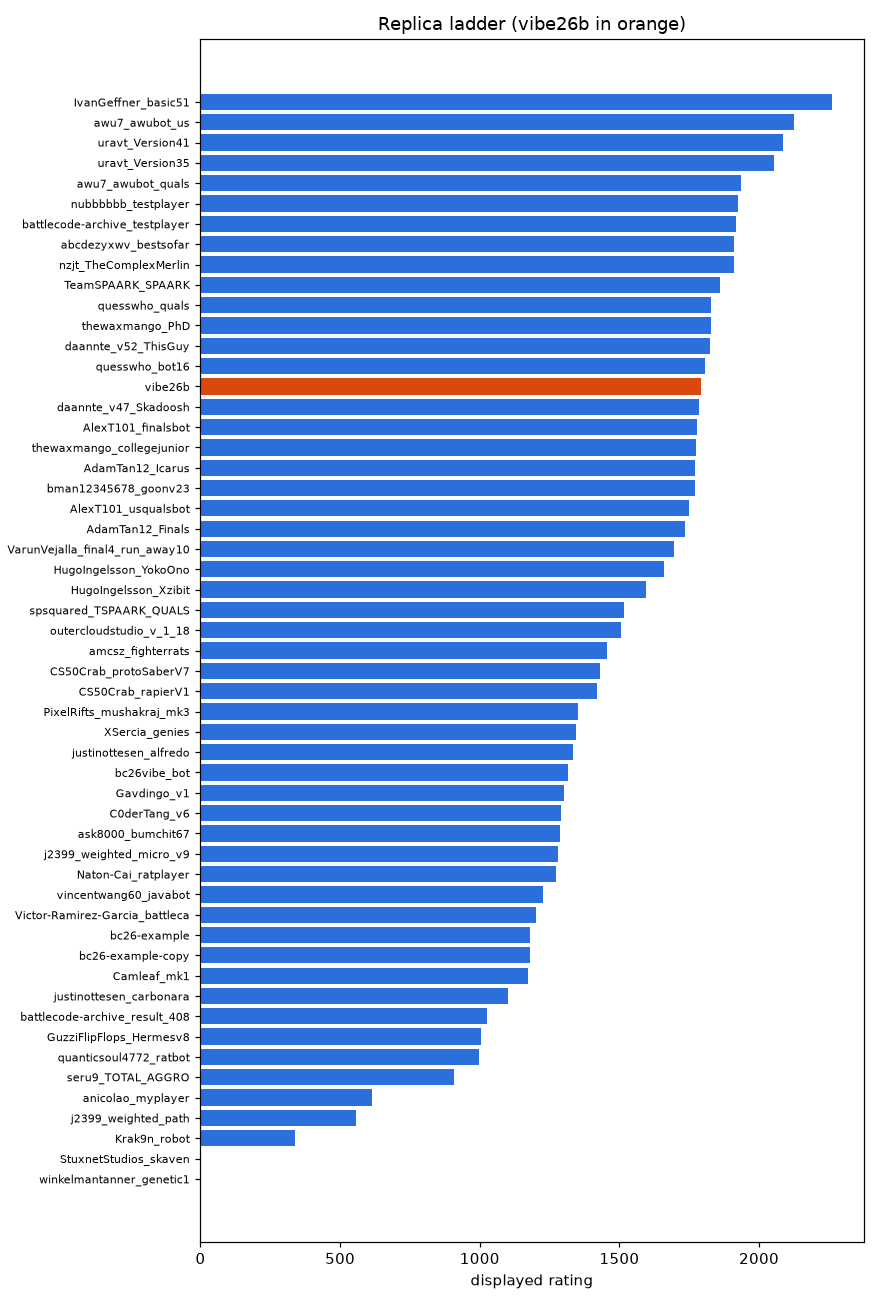 Replica ladder (vibe26b in orange)
IvanGeffner_basic51
awu7_awubot_us
uravt_Version41
uravt_Version35
awu7_awubot_quals
nubbbbbb_testplayer
battlecode-archive_testplayer
abcdezyxwv_bestsofar
nzjt_TheComplexMerlin
TeamSPAARK_SPAARK
quesswho_quals
thewaxmango_PhD
daannte_v52_ThisGuy
quesswho_bot16
vibe26b
daannte_v47_Skadoosh
AlexT101_finalsbot
thewaxmango_collegejunior
AdamTan12_Icarus
bman12345678_goonv23
AlexT101_usqualsbot
AdamTan12_Finals
VarunVejalla_final4_run_away10
HugoIngelsson_YokoOno
HugoIngelsson_Xzibit
spsquared_TSPAARK_QUALS
outercloudstudio_v_1_18
amcsz_fighterrats
CS50Crab_protoSaberV7
CS50Crab_rapierV1
PixelRifts_mushakraj_mk3
XSercia_genies
justinottesen_alfredo
bc26vibe_bot
Gavdingo_v1
C0derTang_v6
ask8000_bumchit67
j2399_weighted_micro_v9
Naton-Cai_ratplayer
vincentwang60_javabot
Victor-Ramirez-Garcia_battleca
bc26-example
bc26-example-copy
Camleaf_mk1
justinottesen_carbonara
battlecode-archive_result_408
GuzziFlipFlops_Hermesv8
quanticsoul4772_ratbot
seru9_TOTAL_AGGRO
anicolao_myplayer
j2399_weighted_path
Krak9n_robot
StuxnetStudios_skaven
winkelmantanner_genetic1
0 500 1000 1500 2000
displayed rating